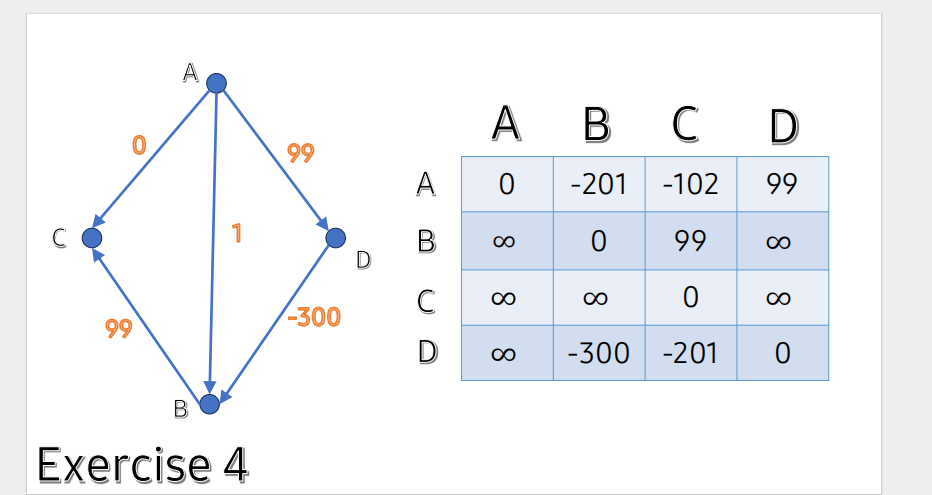 A
0
99
C
1
D
99
-300
B
A B C D
A 0 -201 -102 99
B ∞ 0 99 ∞
C ∞ ∞ 0 ∞
D ∞ -300 -201 0
Exercise 4